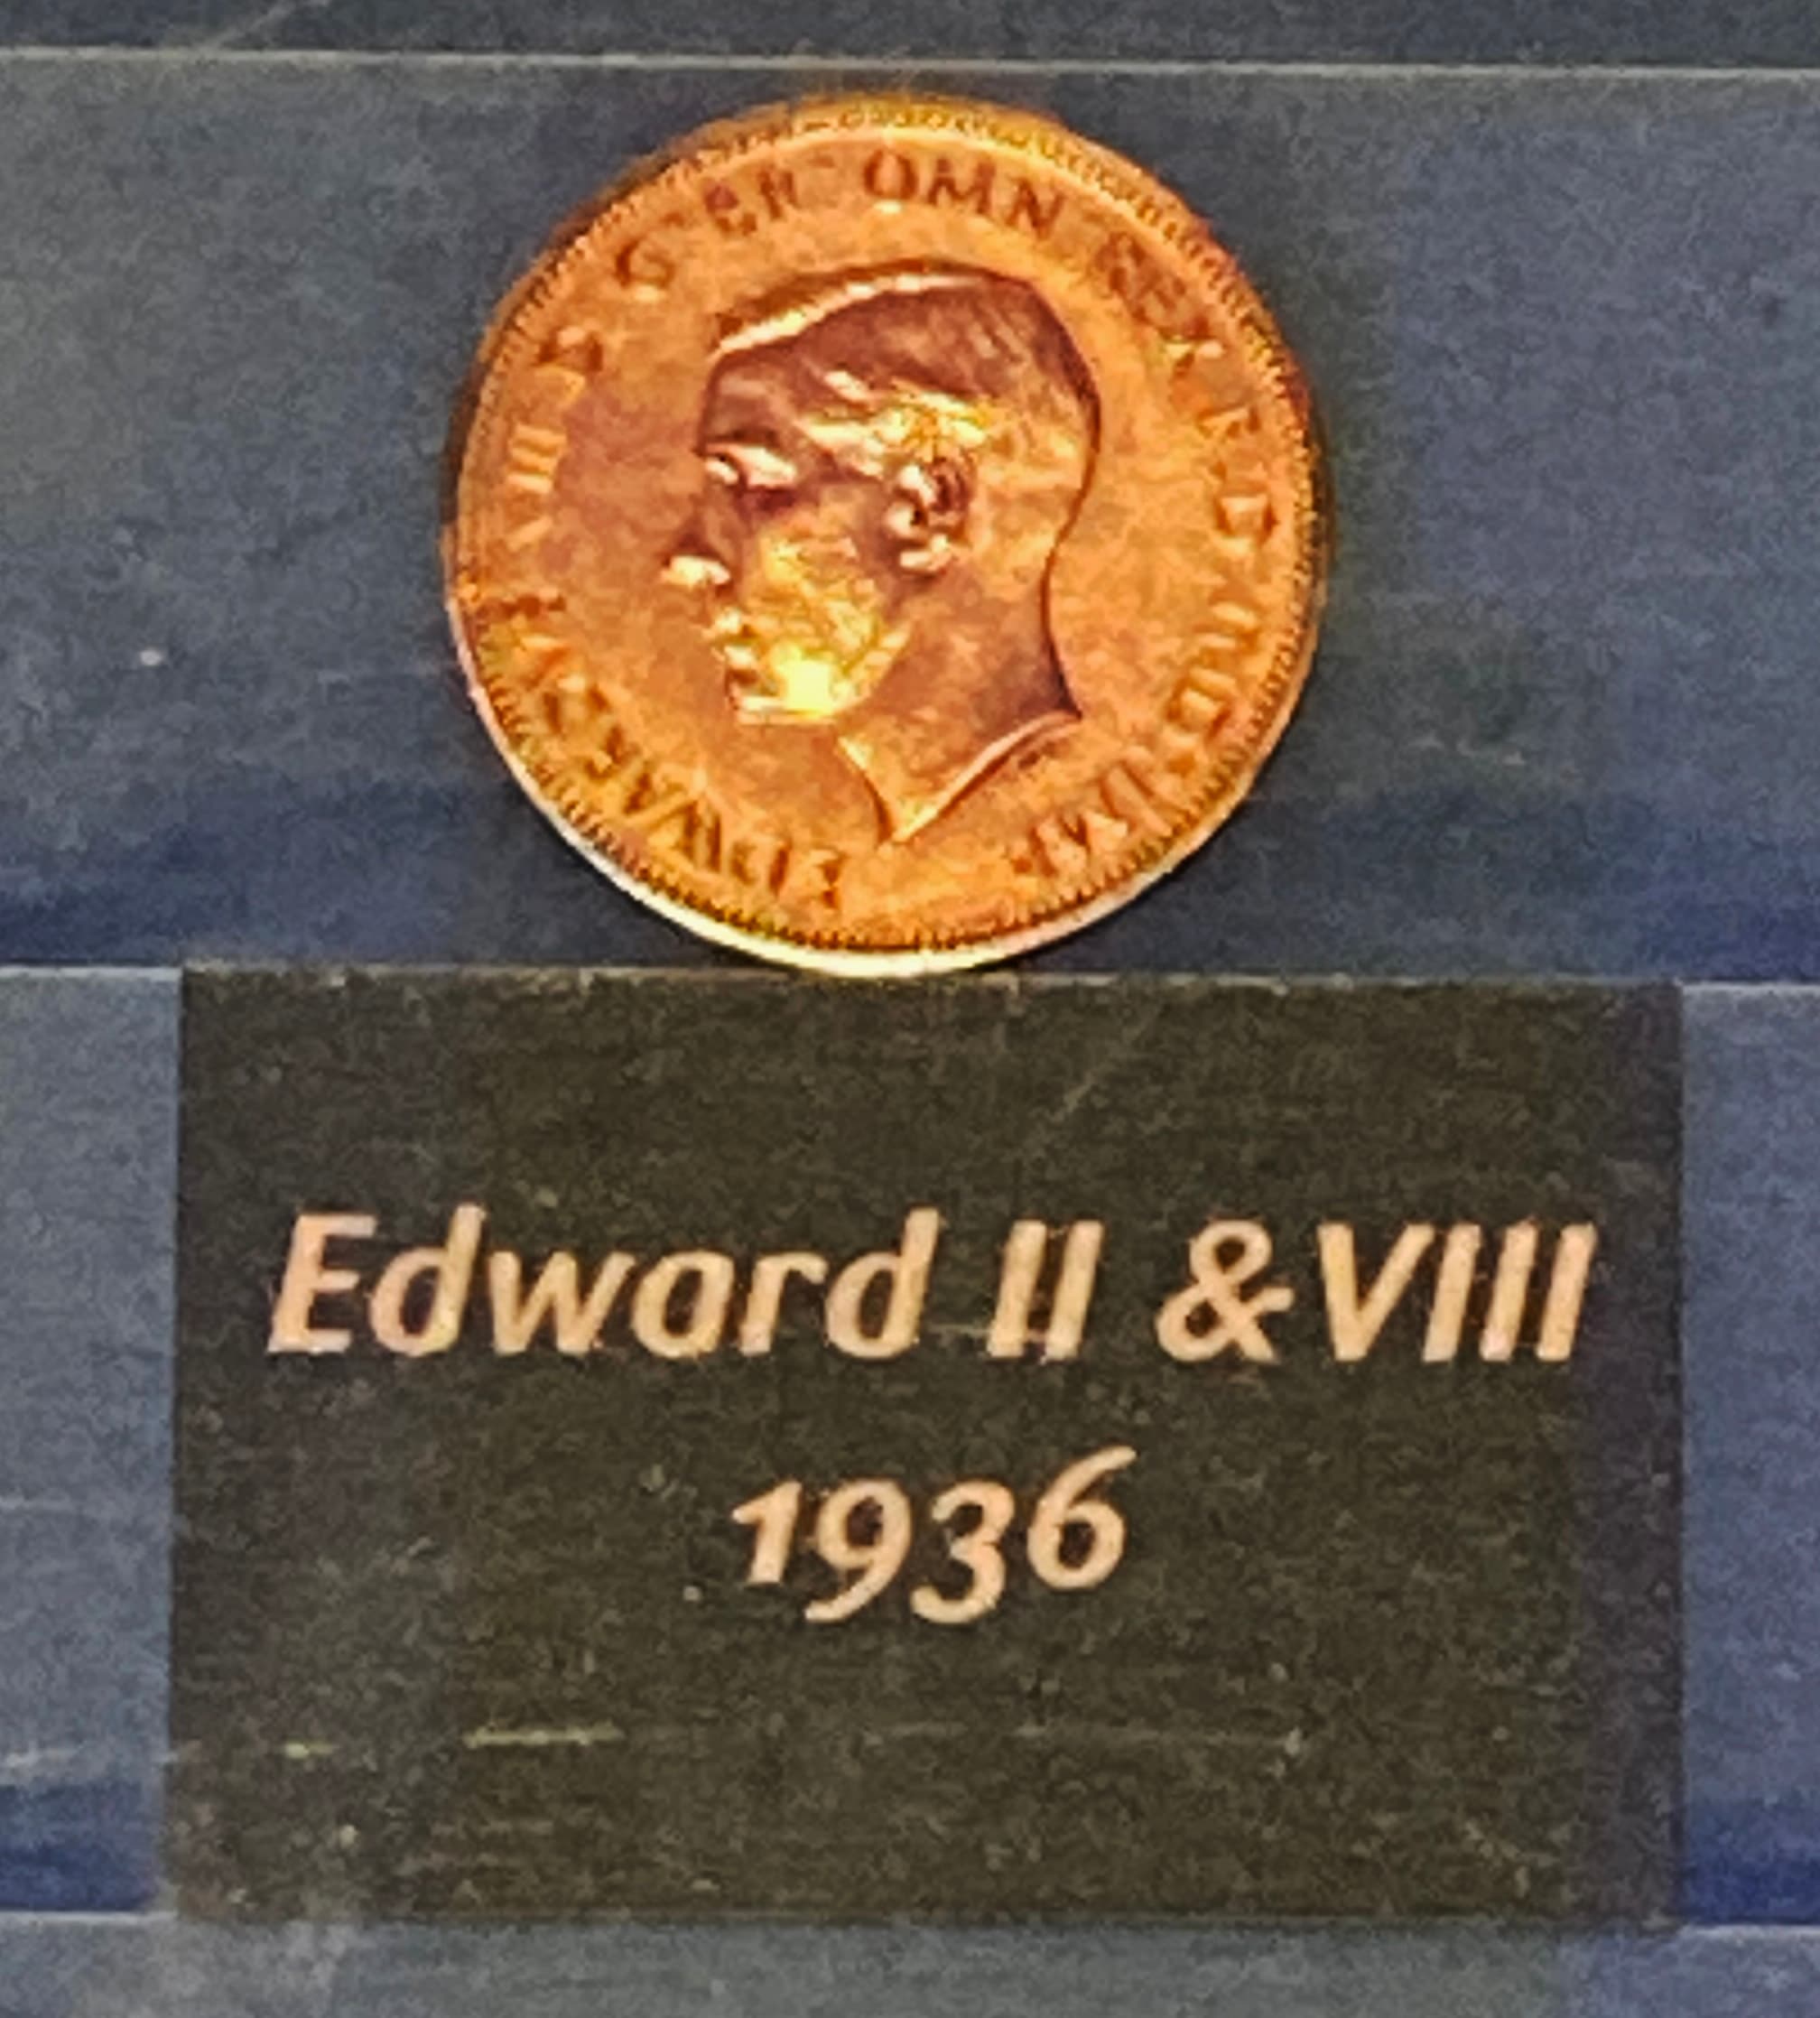 EDWARDVS VIII D G BR OMN REX F D IND IMP
Edward II & VIII
1936